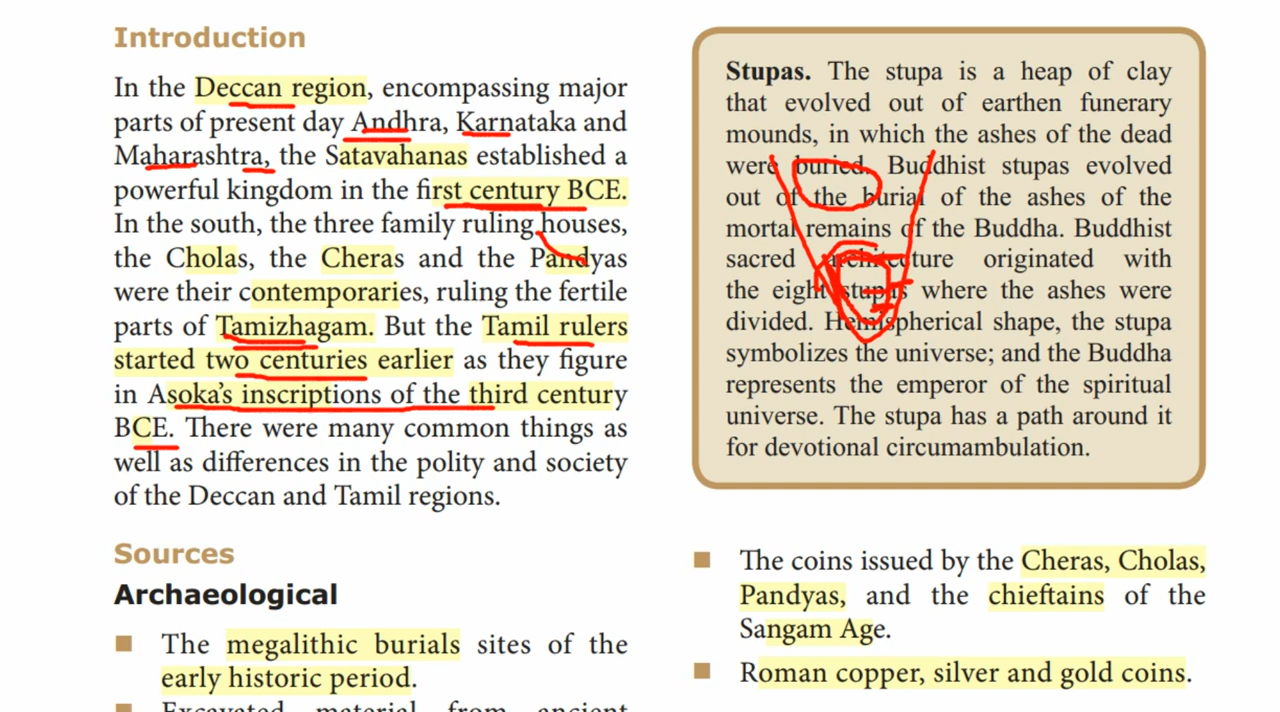 Introduction
In the Deccan region, encompassing major
parts of present day Andhra, Karnataka and
Maharashtra, the Satavahanas established a
powerful kingdom in the first century BCE.
In the south, the three family ruling houses,
the Cholas, the Cheras and the Pandyas
were their contemporaries, ruling the fertile
parts of Tamizhagam. But the Tamil rulers
started two centuries earlier as they figure
in Asoka's inscriptions of the third century
BCE. There were many common things as
well as differences in the polity and society
of the Deccan and Tamil regions.
Sources
Archaeological
The megalithic burials sites of the
early historic period.
Excavated material from ancient
Stupas. The stupa is a heap of clay
that evolved out of earthen funerary
mounds, in which the ashes of the dead
were buried. Buddhist stupas evolved
out of the burial of the ashes of the
mortal remains of the Buddha. Buddhist
sacred architecture originated with
the eight stupas where the ashes were
divided. Hemispherical shape, the stupa
symbolizes the universe; and the Buddha
represents the emperor of the spiritual
universe. The stupa has a path around it
for devotional circumambulation.
The coins issued by the Cheras, Cholas,
Pandyas, and the chieftains of the
Sangam Age.
Roman copper, silver and gold coins.